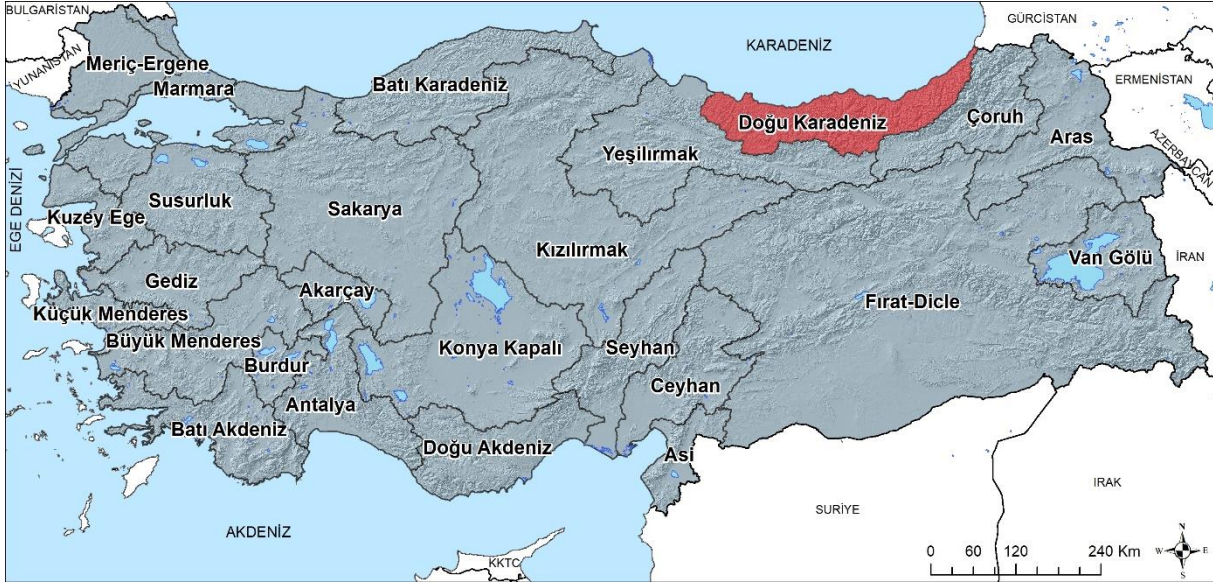 BULGARİSTAN
GÜRCİSTAN
YUNANİSTAN
KARADENİZ
Meriç-Ergene
Marmara
Batı Karadeniz
ERMENİSTAN
Doğu Karadeniz
Çoruh
Aras
AZERBAYCAN
Yeşilırmak
EGE DENİZİ
Susurluk
Kuzey Ege
Sakarya
Kızılırmak
Van Gölü
İRAN
Gediz
Akarçay
Fırat-Dicle
Küçük Menderes
Büyük Menderes
Burdur
Konya Kapalı
Seyhan
Ceyhan
Antalya
Batı Akdeniz
Doğu Akdeniz
Asi
IRAK
SURİYE
AKDENİZ
KKTC
N
W E
S
0 60 120 240 Km